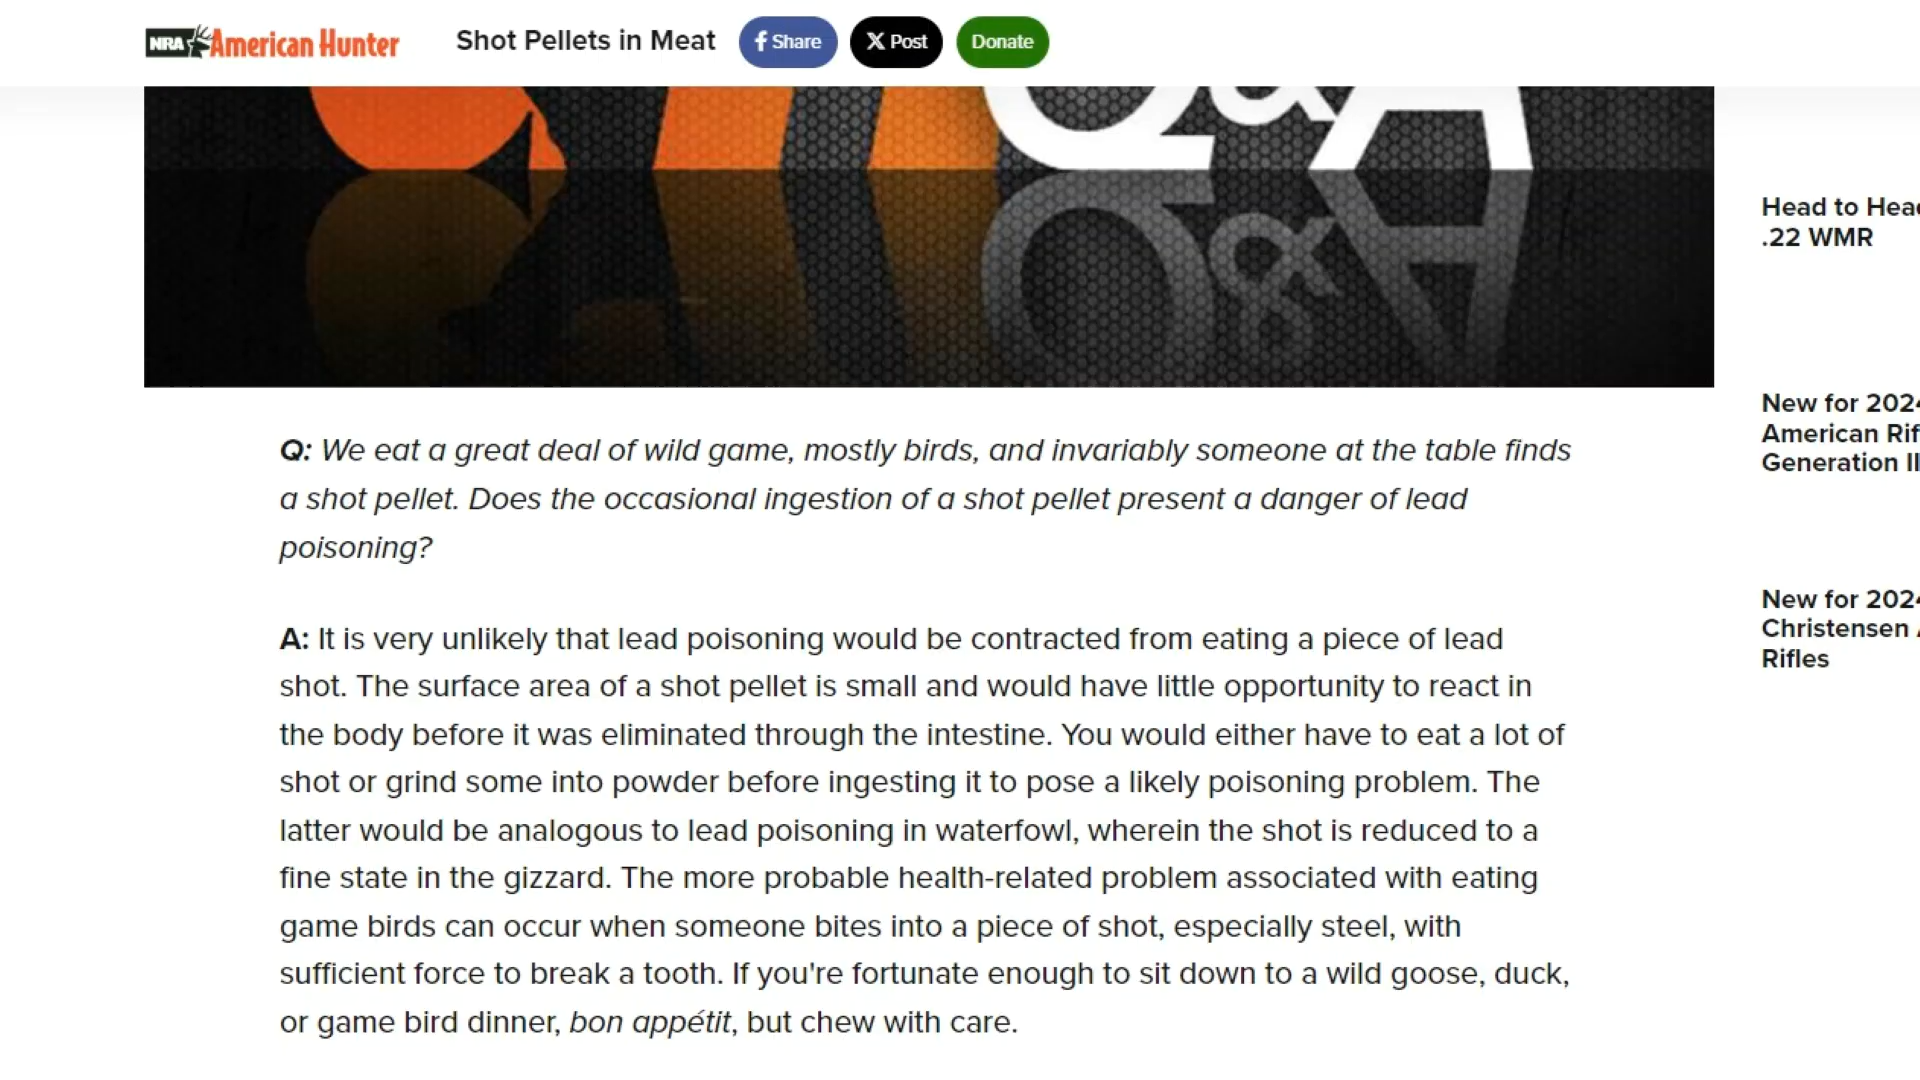 NRA American Hunter Shot Pellets in Meat Share Post Donate
Q&A
Q: We eat a great deal of wild game, mostly birds, and invariably someone at the table finds
a shot pellet. Does the occasional ingestion of a shot pellet present a danger of lead
poisoning?
A: It is very unlikely that lead poisoning would be contracted from eating a piece of lead
shot. The surface area of a shot pellet is small and would have little opportunity to react in
the body before it was eliminated through the intestine. You would either have to eat a lot of
shot or grind some into powder before ingesting it to pose a likely poisoning problem. The
latter would be analogous to lead poisoning in waterfowl, wherein the shot is reduced to a
fine state in the gizzard. The more probable health-related problem associated with eating
game birds can occur when someone bites into a piece of shot, especially steel, with
sufficient force to break a tooth. If you're fortunate enough to sit down to a wild goose, duck,
or game bird dinner, bon appétit, but chew with care.
Head to
.22 WMR
New for
American
Generation
New for
Christensen
Rifles